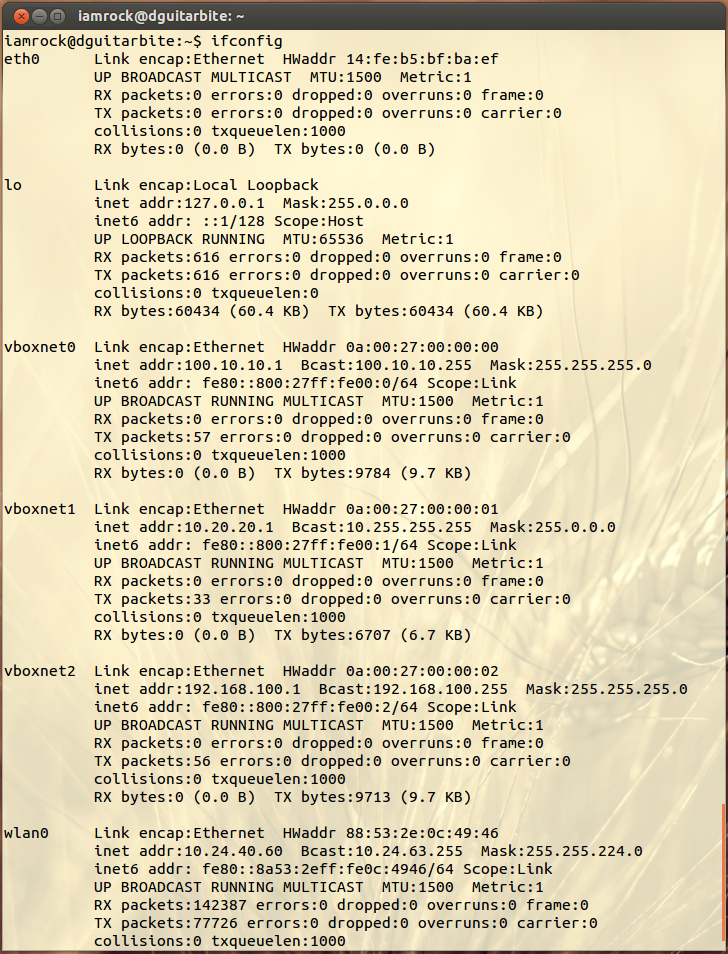 iamrock@dguitarbite: ~
iamrock@dguitarbite:~$ ifconfig
eth0      Link encap:Ethernet  HWaddr 14:fe:b5:bf:ba:ef
          UP BROADCAST MULTICAST  MTU:1500  Metric:1
          RX packets:0 errors:0 dropped:0 overruns:0 frame:0
          TX packets:0 errors:0 dropped:0 overruns:0 carrier:0
          collisions:0 txqueuelen:1000
          RX bytes:0 (0.0 B)  TX bytes:0 (0.0 B)

lo        Link encap:Local Loopback
          inet addr:127.0.0.1  Mask:255.0.0.0
          inet6 addr: ::1/128 Scope:Host
          UP LOOPBACK RUNNING  MTU:65536  Metric:1
          RX packets:616 errors:0 dropped:0 overruns:0 frame:0
          TX packets:616 errors:0 dropped:0 overruns:0 carrier:0
          collisions:0 txqueuelen:0
          RX bytes:60434 (60.4 KB)  TX bytes:60434 (60.4 KB)

vboxnet0  Link encap:Ethernet  HWaddr 0a:00:27:00:00:00
          inet addr:100.10.10.1  Bcast:100.10.10.255  Mask:255.255.255.0
          inet6 addr: fe80::800:27ff:fe00:0/64 Scope:Link
          UP BROADCAST RUNNING MULTICAST  MTU:1500  Metric:1
          RX packets:0 errors:0 dropped:0 overruns:0 frame:0
          TX packets:57 errors:0 dropped:0 overruns:0 carrier:0
          collisions:0 txqueuelen:1000
          RX bytes:0 (0.0 B)  TX bytes:9784 (9.7 KB)

vboxnet1  Link encap:Ethernet  HWaddr 0a:00:27:00:00:01
          inet addr:10.20.20.1  Bcast:10.255.255.255  Mask:255.0.0.0
          inet6 addr: fe80::800:27ff:fe00:1/64 Scope:Link
          UP BROADCAST RUNNING MULTICAST  MTU:1500  Metric:1
          RX packets:0 errors:0 dropped:0 overruns:0 frame:0
          TX packets:33 errors:0 dropped:0 overruns:0 carrier:0
          collisions:0 txqueuelen:1000
          RX bytes:0 (0.0 B)  TX bytes:6707 (6.7 KB)

vboxnet2  Link encap:Ethernet  HWaddr 0a:00:27:00:00:02
          inet addr:192.168.100.1  Bcast:192.168.100.255  Mask:255.255.255.0
          inet6 addr: fe80::800:27ff:fe00:2/64 Scope:Link
          UP BROADCAST RUNNING MULTICAST  MTU:1500  Metric:1
          RX packets:0 errors:0 dropped:0 overruns:0 frame:0
          TX packets:56 errors:0 dropped:0 overruns:0 carrier:0
          collisions:0 txqueuelen:1000
          RX bytes:0 (0.0 B)  TX bytes:9713 (9.7 KB)

wlan0     Link encap:Ethernet  HWaddr 88:53:2e:0c:49:46
          inet addr:10.24.40.60  Bcast:10.24.63.255  Mask:255.255.224.0
          inet6 addr: fe80::8a53:2eff:fe0c:4946/64 Scope:Link
          UP BROADCAST RUNNING MULTICAST  MTU:1500  Metric:1
          RX packets:142387 errors:0 dropped:0 overruns:0 frame:0
          TX packets:77726 errors:0 dropped:0 overruns:0 carrier:0
          collisions:0 txqueuelen:1000